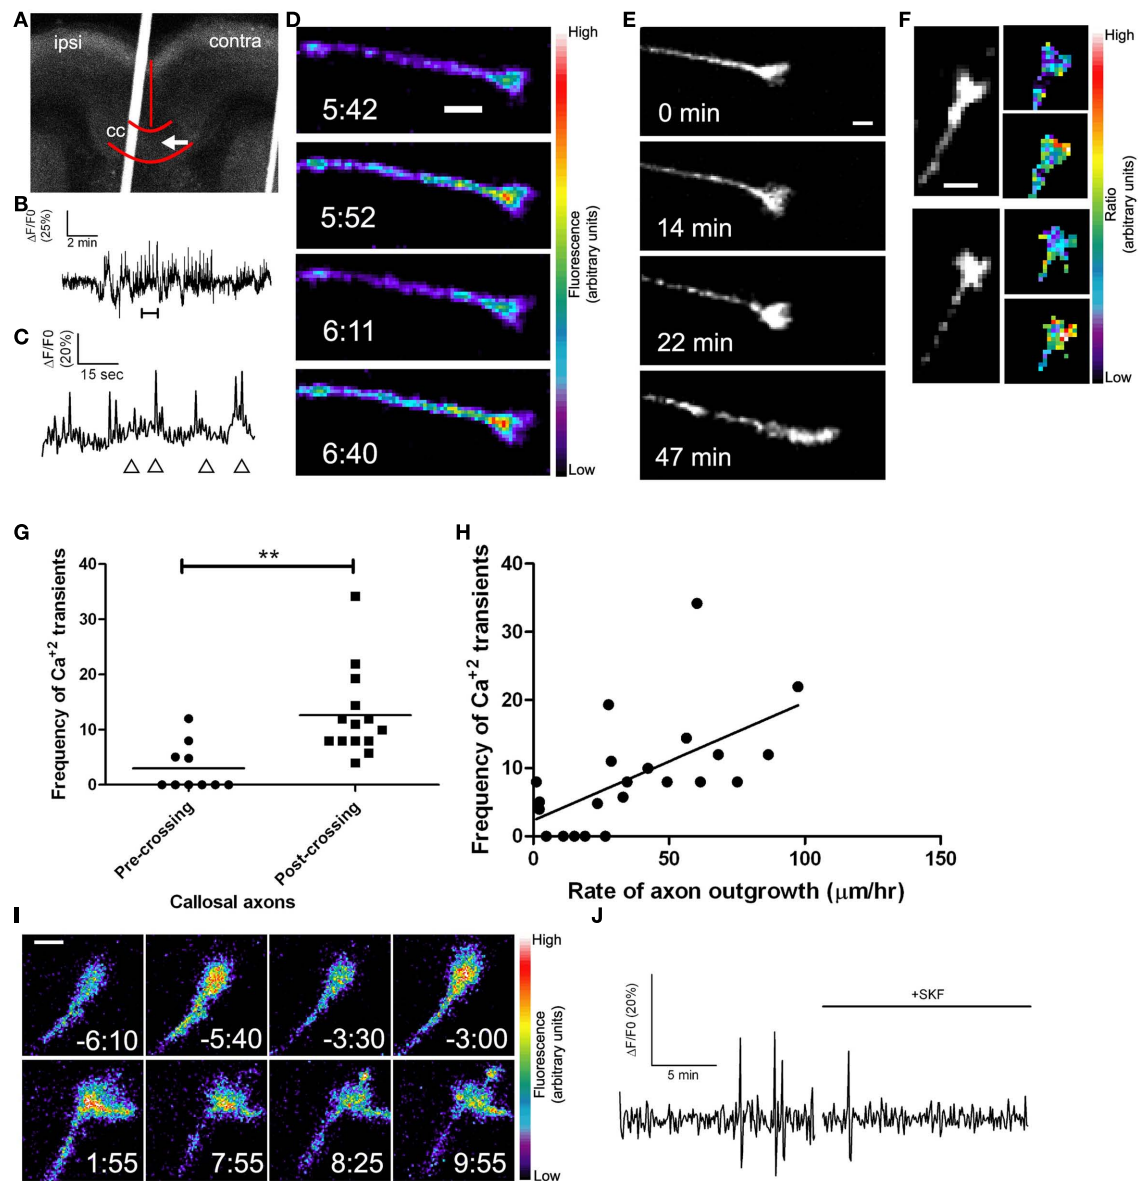 A
ipsi
contra
cc
B
ΔF/F0
(25%)
2 min
C
ΔF/F0
(20%)
15 sec
D
5:42
5:52
6:11
6:40
High
Fluorescence
(arbitrary units)
Low
E
0 min
14 min
22 min
47 min
F
High
Ratio
(arbitrary units)
Low
G
Frequency of Ca+2 transients
40
30
20
10
0
**
Pre-crossing
Post-crossing
Callosal axons
H
Frequency of Ca+2 transients
40
30
20
10
0
0
50
100
150
Rate of axon outgrowth (μm/hr)
I
-6:10
-5:40
-3:30
-3:00
1:55
7:55
8:25
9:55
High
Fluorescence
(arbitrary units)
Low
J
ΔF/F0 (20%)
5 min
+SKF